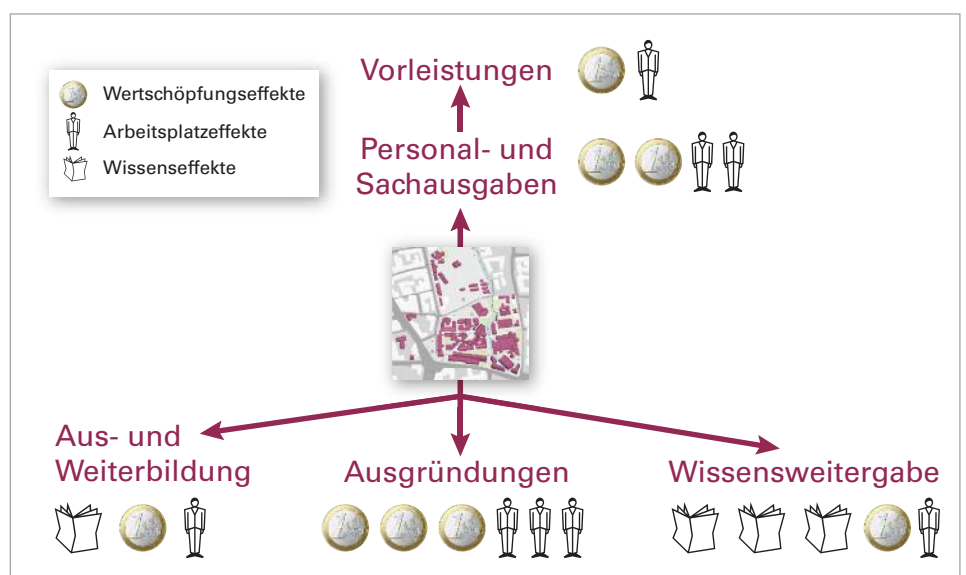 Vorleistungen
Wertschöpfungseffekte
Arbeitsplatzeffekte
Wissenseffekte
Personal- und
Sachausgaben
Aus- und
Weiterbildung
Ausgründungen
Wissensweitergabe